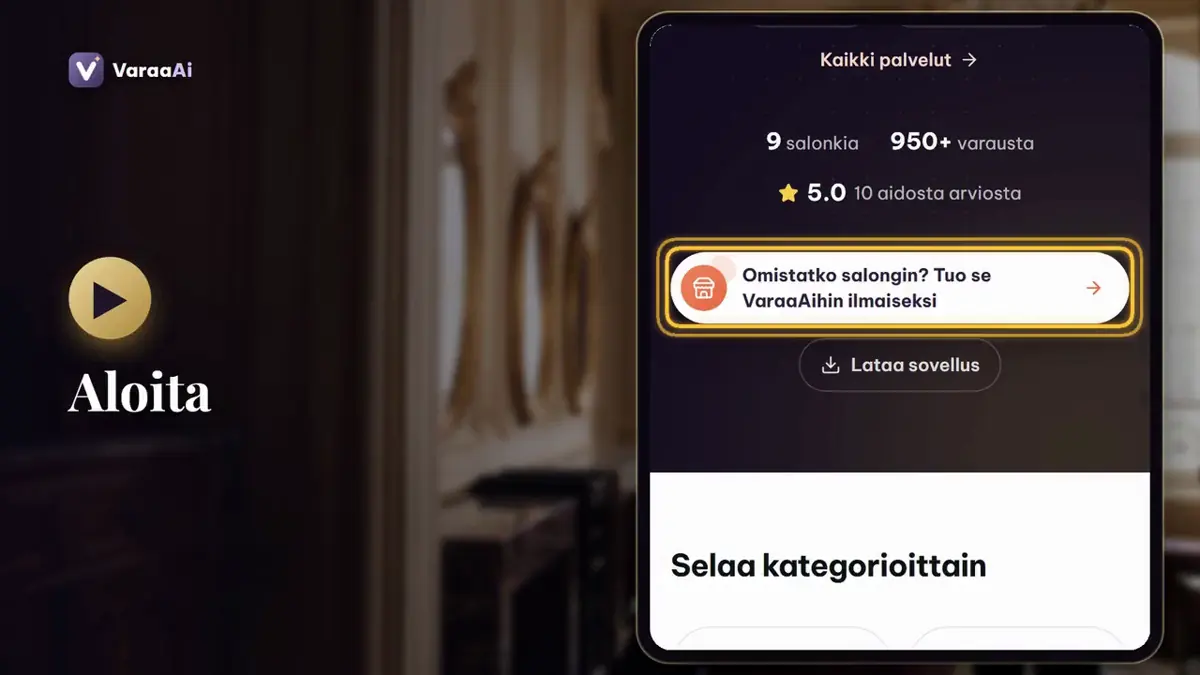 VaraaAi
Aloita
Kaikki palvelut →
9 salonkia 950+ varausta
5.0 10 aidosta arviosta
Omistatko salongin? Tuo se
VaraaAihin ilmaiseksi
Lataa sovellus
Selaa kategorioittain